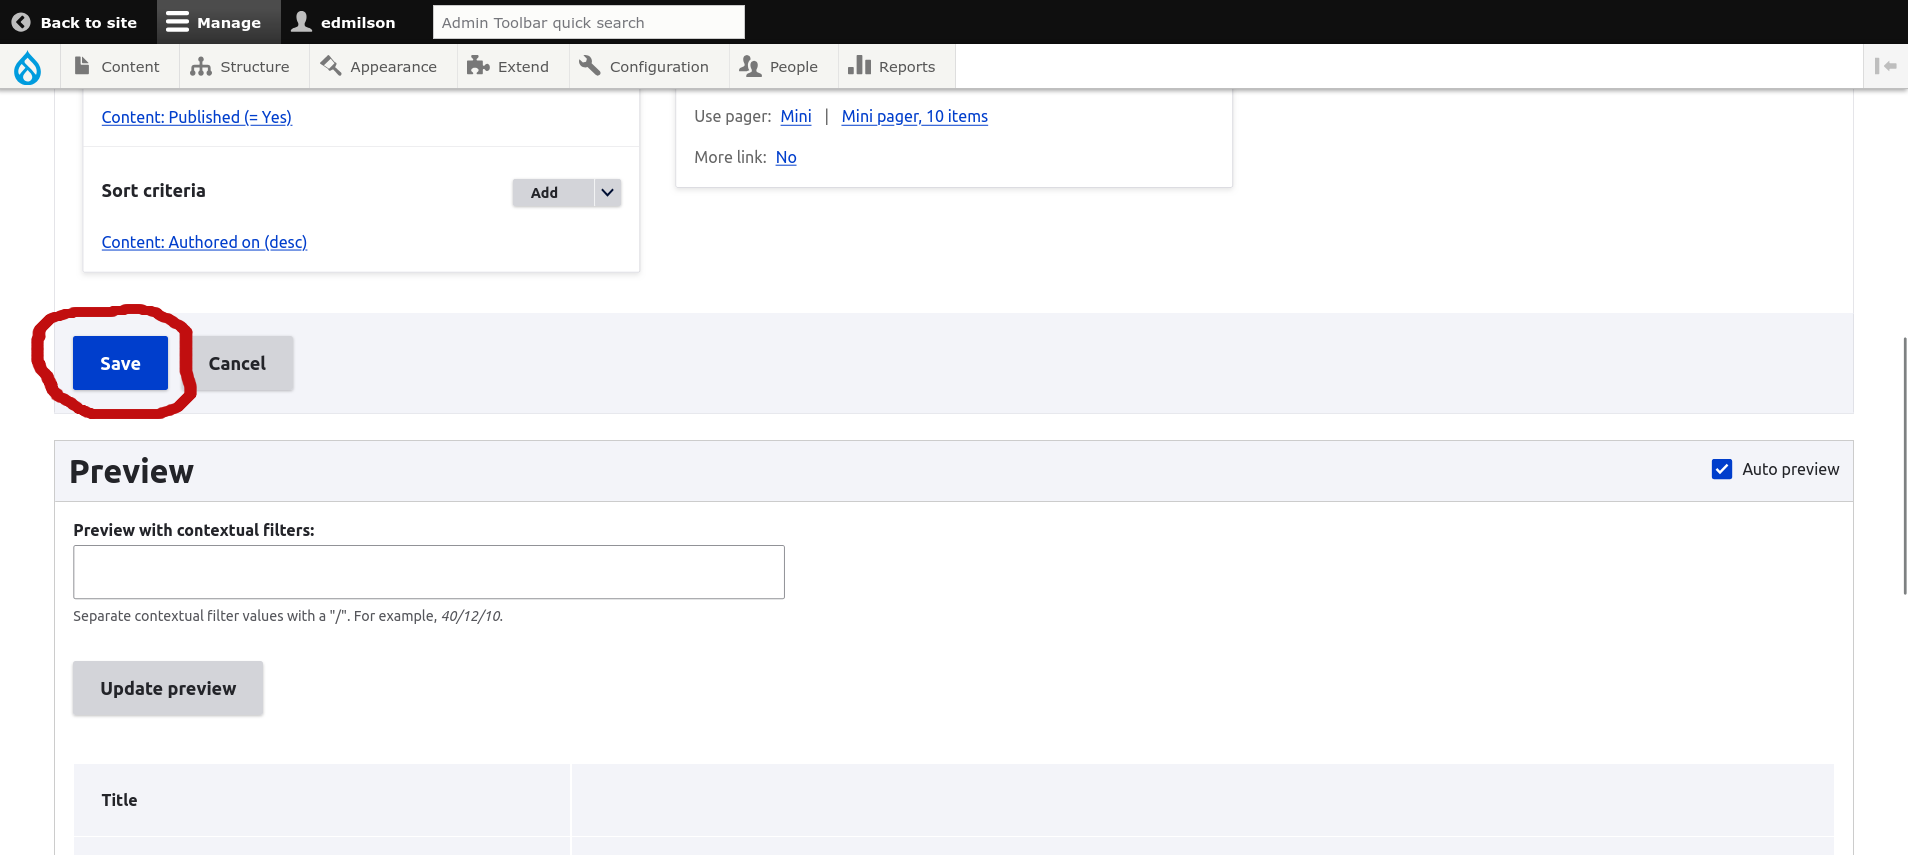 Back to site Manage edmilson Admin Toolbar quick search
Content Structure Appearance Extend Configuration People Reports
Content: Published (= Yes)
Use pager: Mini | Mini pager, 10 items
More link: No
Sort criteria Add
Content: Authored on (desc)
Save Cancel
Preview Auto preview
Preview with contextual filters:
Separate contextual filter values with a "/". For example, 40/12/10.
Update preview
Title